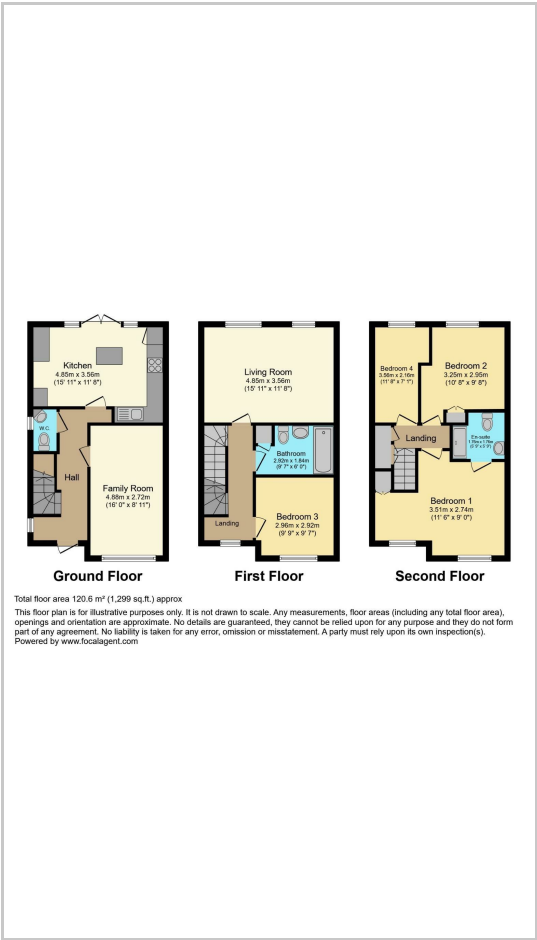 Kitchen
4.85m x 3.56m
(15' 11" x 11' 8")
W.C.
Hall
Family Room
4.88m x 2.72m
(16' 0" x 8' 11")
Ground Floor
Living Room
4.85m x 3.56m
(15' 11" x 11' 8")
Bathroom
2.92m x 1.84m
(9' 7" x 6' 0")
Bedroom 3
2.96m x 2.92m
(9' 9" x 9' 7")
Landing
First Floor
Bedroom 4
3.56m x 2.16m
(11' 8" x 7' 1")
Bedroom 2
3.25m x 2.95m
(10' 8" x 9' 8")
Landing
En-suite
Bedroom 1
3.51m x 2.74m
(11' 6" x 9' 0")
Second Floor
Total floor area 120.6 m² (1,299 sq.ft.) approx
This floor plan is for illustrative purposes only. It is not drawn to scale. Any measurements, floor areas (including any total floor area),
openings and orientation are approximate. No details are guaranteed, they cannot be relied upon for any purpose and they do not form
part of any agreement. No liability is taken for any error, omission or misstatement. A party must rely upon its own inspection(s).
Powered by www.focalagent.com